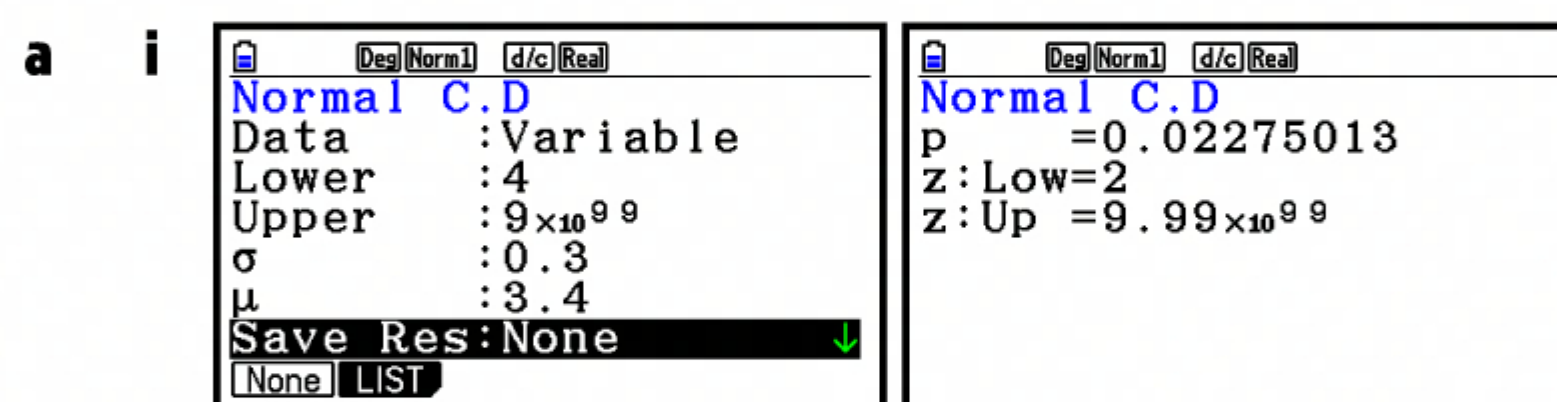 a i
Deg Norm1 d/c Real
Normal C.D
Data :Variable
Lower :4
Upper :9×10⁹⁹
σ :0.3
μ :3.4
Save Res:None ↓
None LIST
Deg Norm1 d/c Real
Normal C.D
p =0.02275013
z:Low=2
z:Up =9.99×10⁹⁹